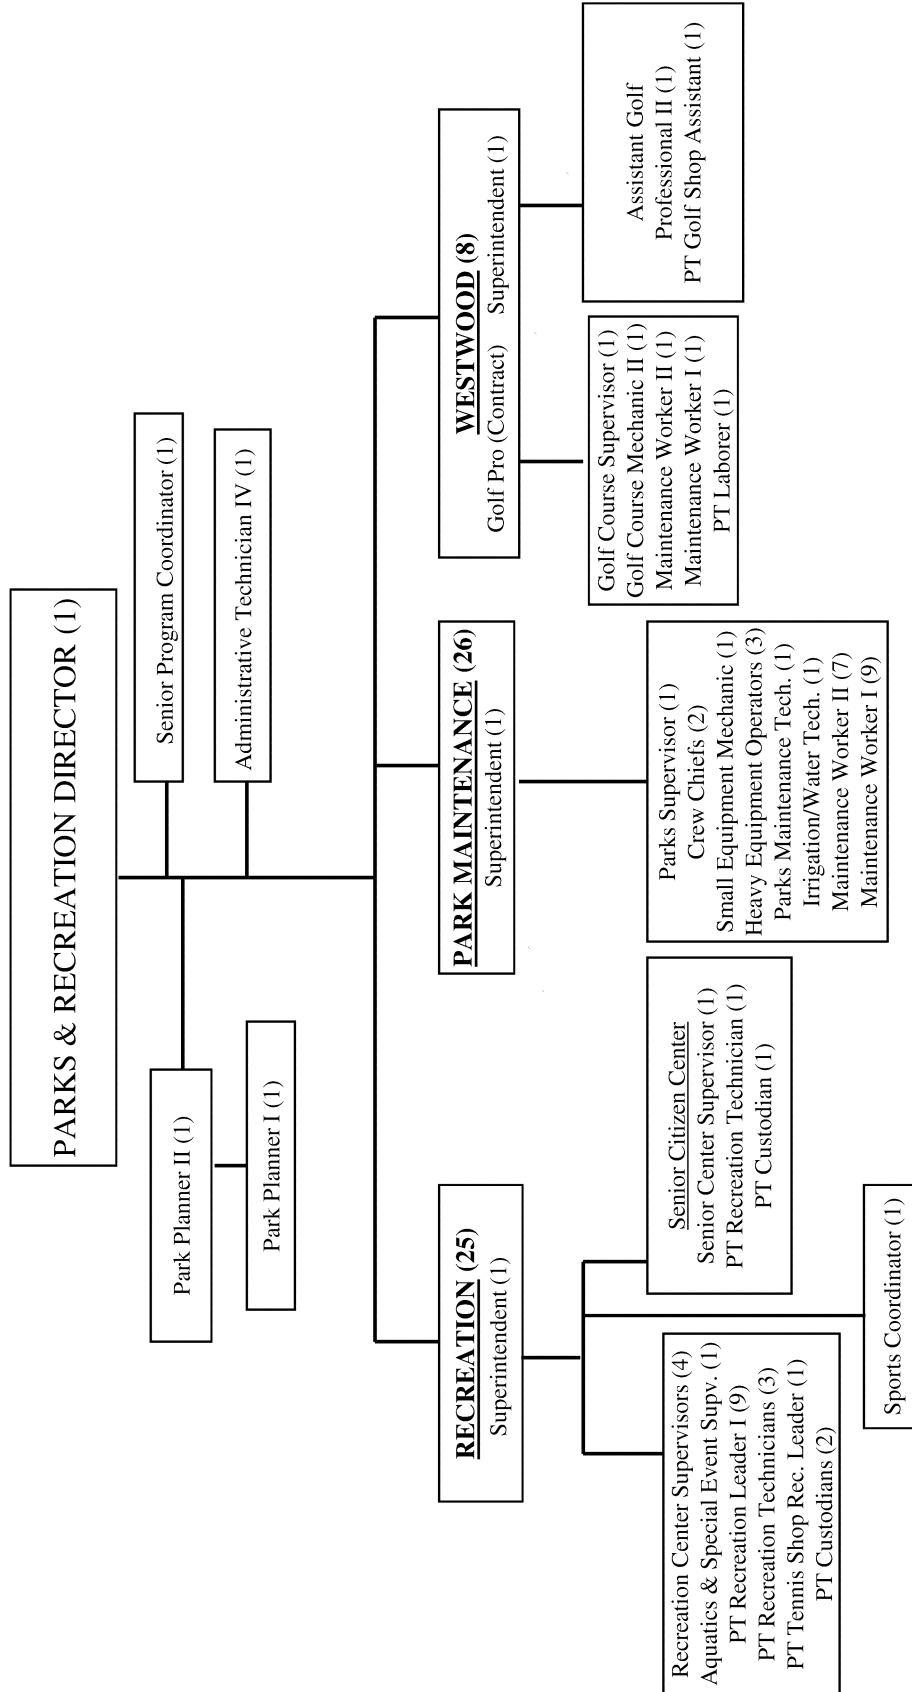 PARKS & RECREATION DIRECTOR (1)
Senior Program Coordinator (1)
Administrative Technician IV (1)
Park Planner II (1)
Park Planner I (1)
RECREATION (25)
Superintendent (1)
PARK MAINTENANCE (26)
Superintendent (1)
WESTWOOD (8)
Golf Pro (Contract) Superintendent (1)
Recreation Center Supervisors (4)
Aquatics & Special Event Supv. (1)
PT Recreation Leader I (9)
PT Recreation Technicians (3)
PT Tennis Shop Rec. Leader (1)
PT Custodians (2)
Sports Coordinator (1)
Senior Citizen Center
Senior Center Supervisor (1)
PT Recreation Technician (1)
PT Custodian (1)
Parks Supervisor (1)
Crew Chiefs (2)
Small Equipment Mechanic (1)
Heavy Equipment Operators (3)
Parks Maintenance Tech. (1)
Irrigation/Water Tech. (1)
Maintenance Worker II (7)
Maintenance Worker I (9)
Golf Course Supervisor (1)
Golf Course Mechanic II (1)
Maintenance Worker II (1)
Maintenance Worker I (1)
PT Laborer (1)
Assistant Golf
Professional II (1)
PT Golf Shop Assistant (1)